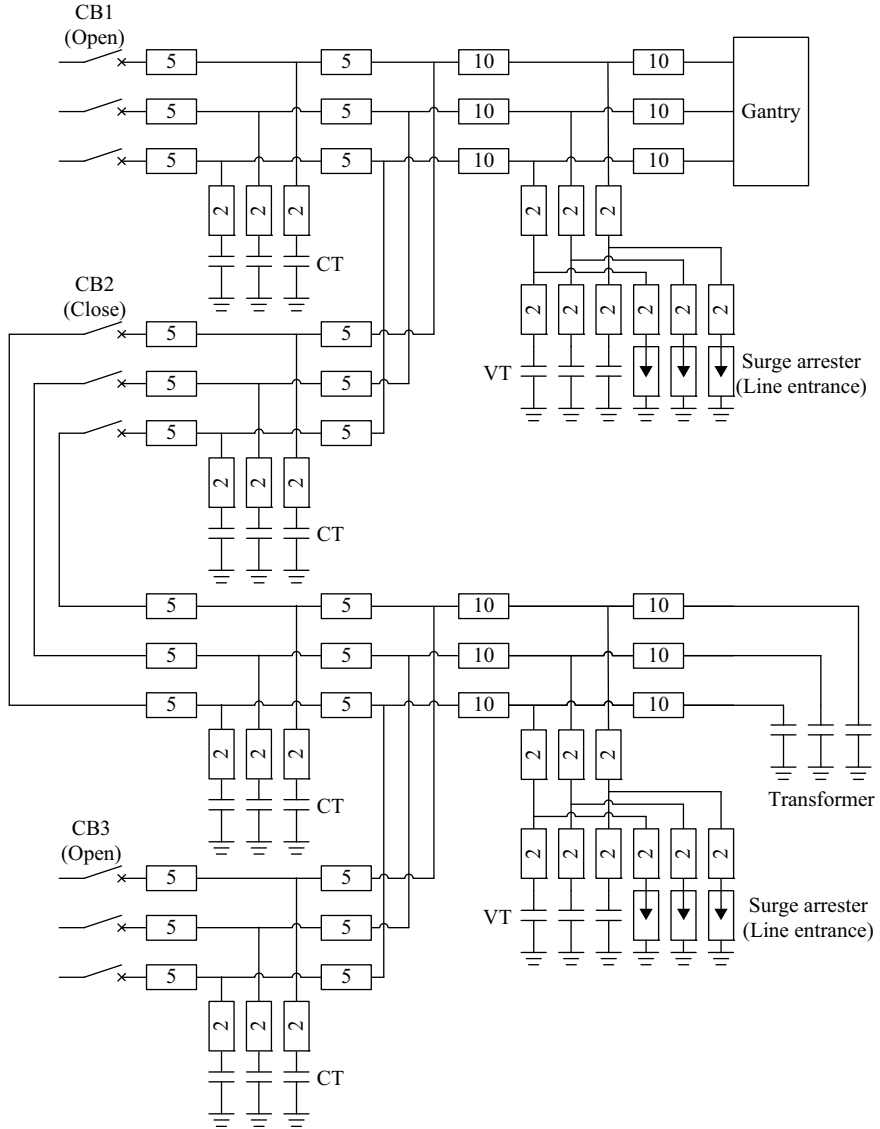 CB1
(Open)
5 5 10 10
5 5 10 10 Gantry
5 5 10 10
2 2 2 2 2 2
CT
CB2
(Close)
2 2 2 2 2 2
5 5
VT Surge arrester
(Line entrance)
5 5
5 5
2 2 2
CT
5 5 10 10
5 5 10 10
5 5 10 10
2 2 2 2 2 2
Transformer
CT
CB3
(Open)
2 2 2 2 2 2
5 5
VT Surge arrester
(Line entrance)
5 5
5 5
2 2 2
CT